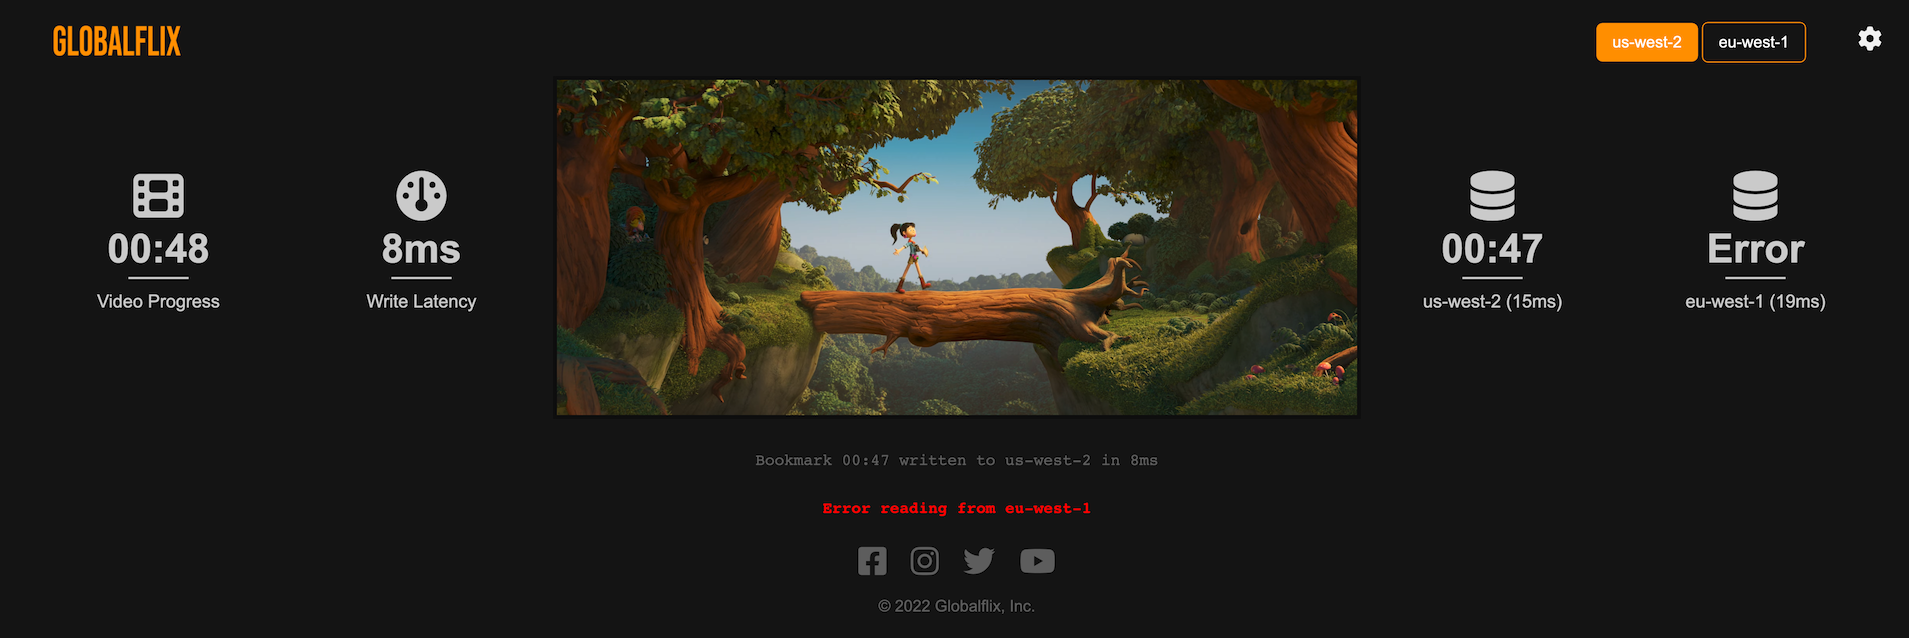 GLOBALFLIX
us-west-2
eu-west-1
00:48
Video Progress
8ms
Write Latency
00:47
us-west-2 (15ms)
Error
eu-west-1 (19ms)
Bookmark 00:47 written to us-west-2 in 8ms
Error reading from eu-west-1
© 2022 Globalflix, Inc.